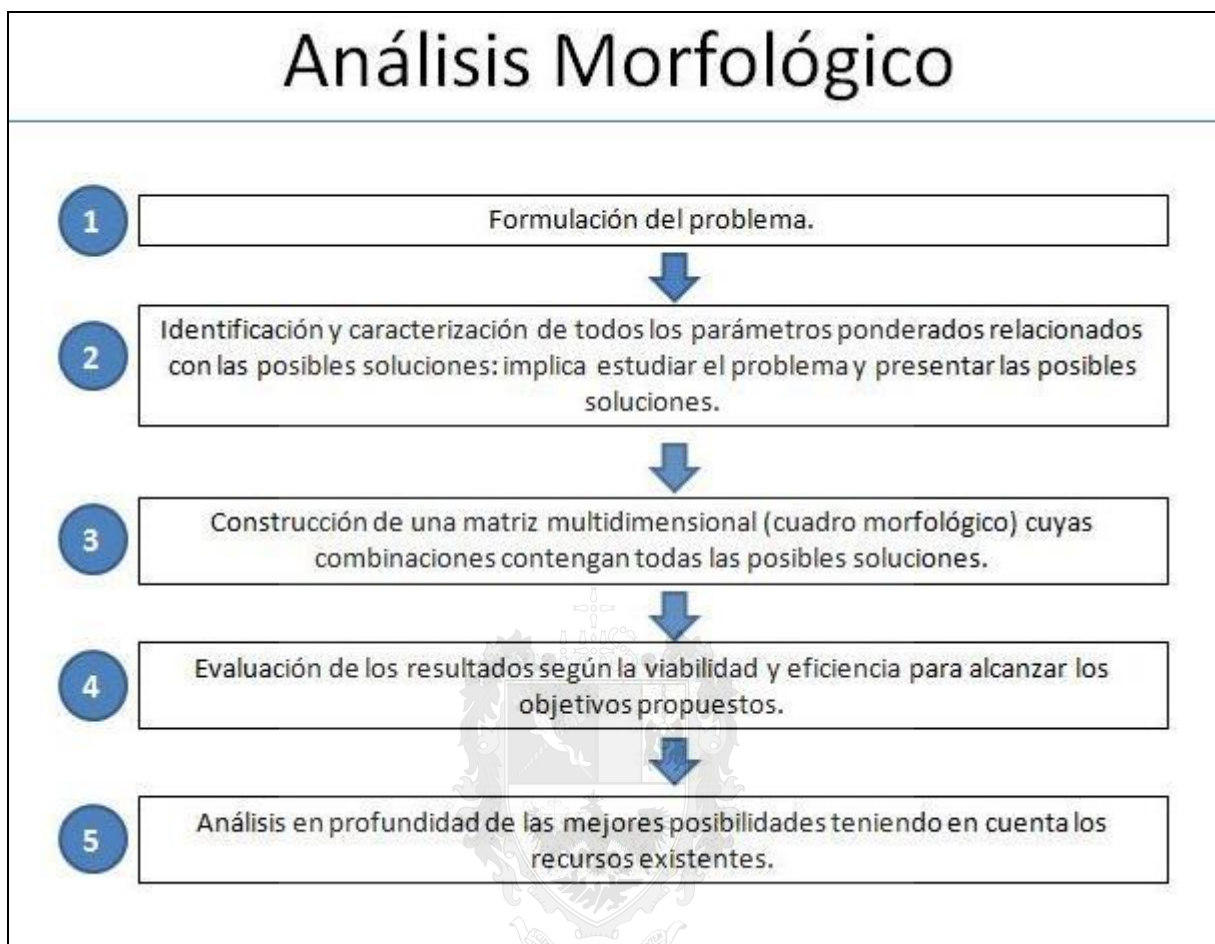 Análisis Morfológico
1
Formulación del problema.
2
Identificación y caracterización de todos los parámetros ponderados relacionados
con las posibles soluciones: implica estudiar el problema y presentar las posibles
soluciones.
3
Construcción de una matriz multidimensional (cuadro morfológico) cuyas
combinaciones contengan todas las posibles soluciones.
4
Evaluación de los resultados según la viabilidad y eficiencia para alcanzar los
objetivos propuestos.
5
Análisis en profundidad de las mejores posibilidades teniendo en cuenta los
recursos existentes.